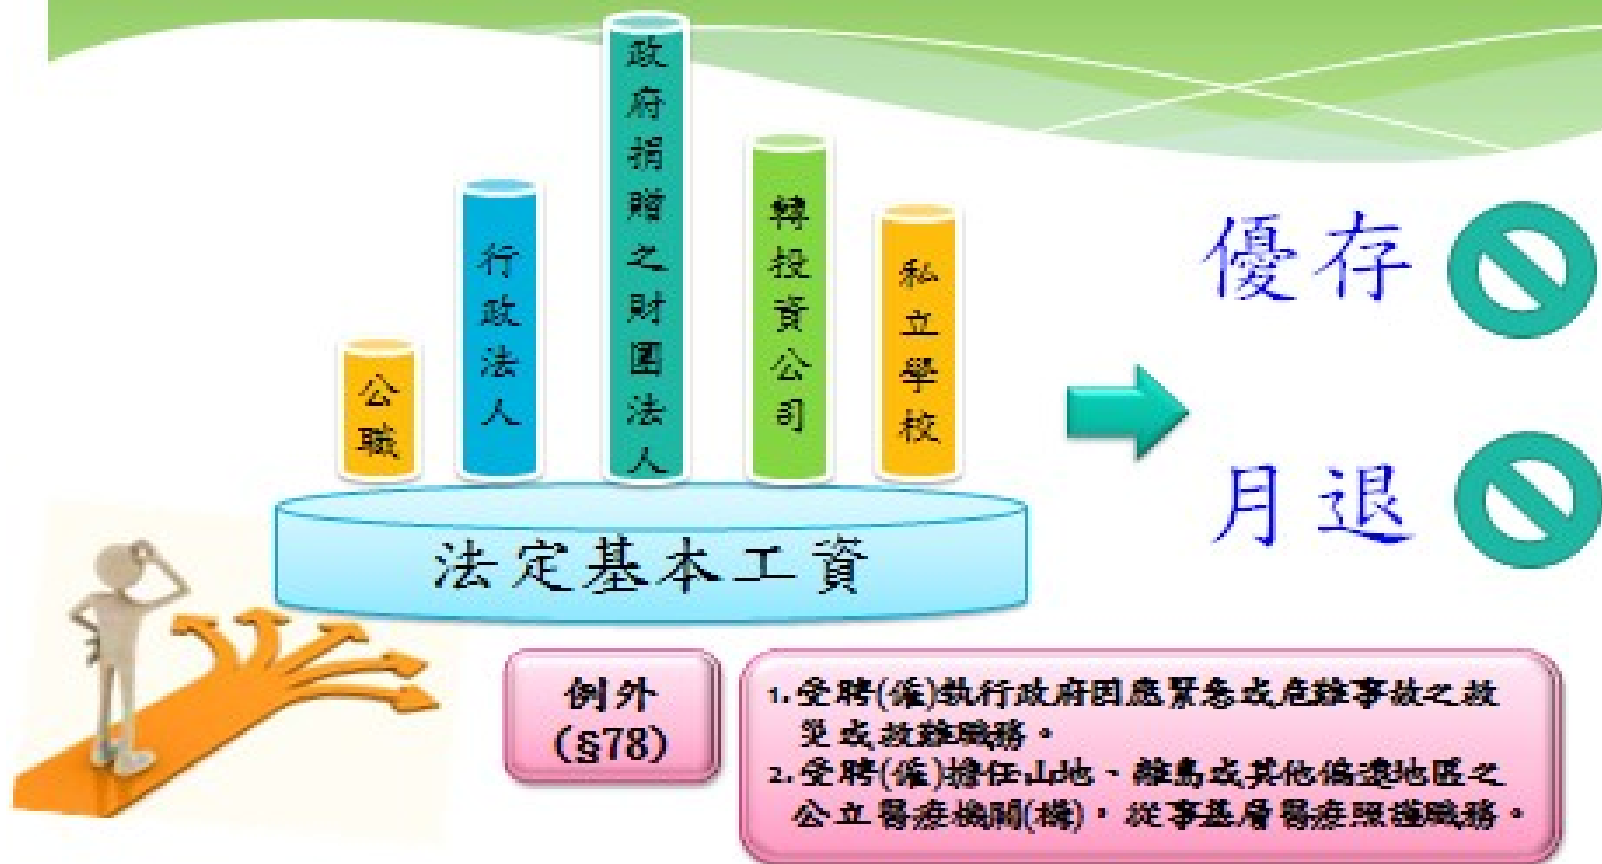 公職
行政法人
政府捐贈之財團法人
轉投資公司
私立學校
優存
月退
法定基本工資
例外
(§78)
1.受聘(僱)執行政府因應緊急或危難事故之救
災或救難職務。
2.受聘(僱)擔任山地、離島或其他偏遠地區之
公立醫療機關(構),從事基層醫療照護職務。